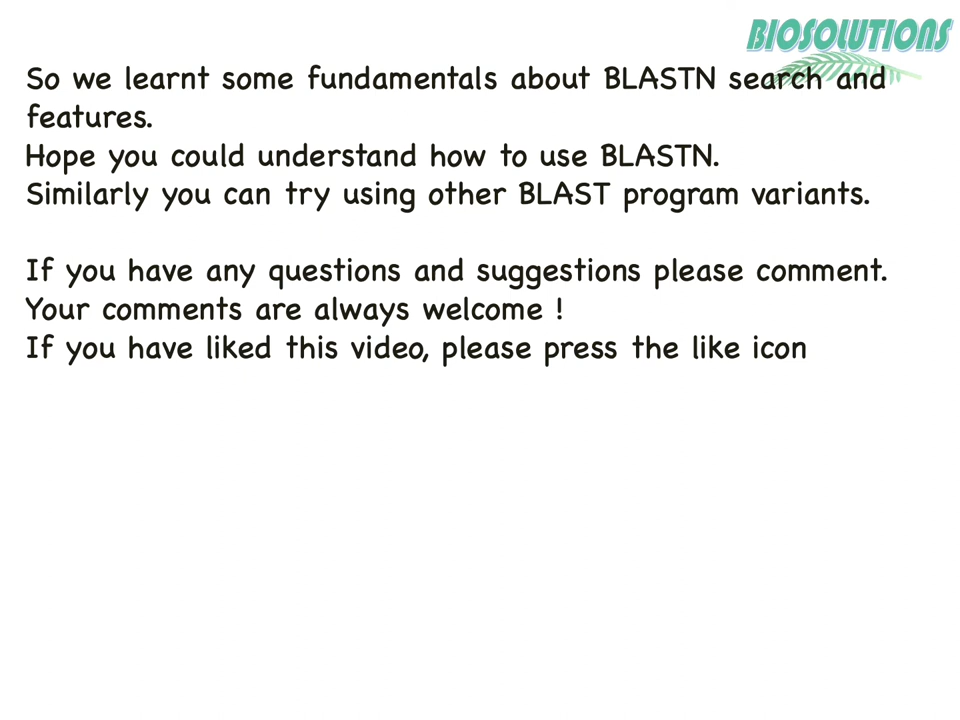 BIOSOLUTIONS
So we learnt some fundamentals about BLASTN search and
features.
Hope you could understand how to use BLASTN.
Similarly you can try using other BLAST program variants.
If you have any questions and suggestions please comment.
Your comments are always welcome !
If you have liked this video, please press the like icon